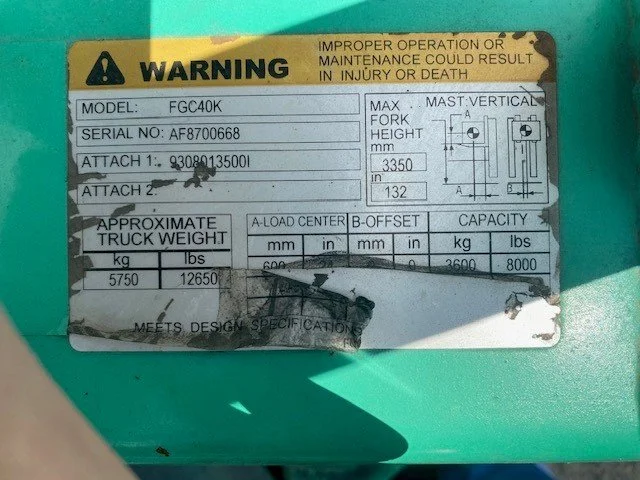 WARNING
IMPROPER OPERATION OR
MAINTENANCE COULD RESULT
IN INJURY OR DEATH
MODEL: FGC40K
SERIAL NO: AF8700668
ATTACH 1: 9308013500I
ATTACH 2:
MAX
FORK
HEIGHT
mm
3350
in
132
MAST VERTICAL
A
A
B
APPROXIMATE
TRUCK WEIGHT
kg lbs
5750 12650
A-LOAD CENTER B-OFFSET CAPACITY
mm in mm in kg lbs
600 0 3600 8000
MEETS DESIGN SPECIFICATIONS